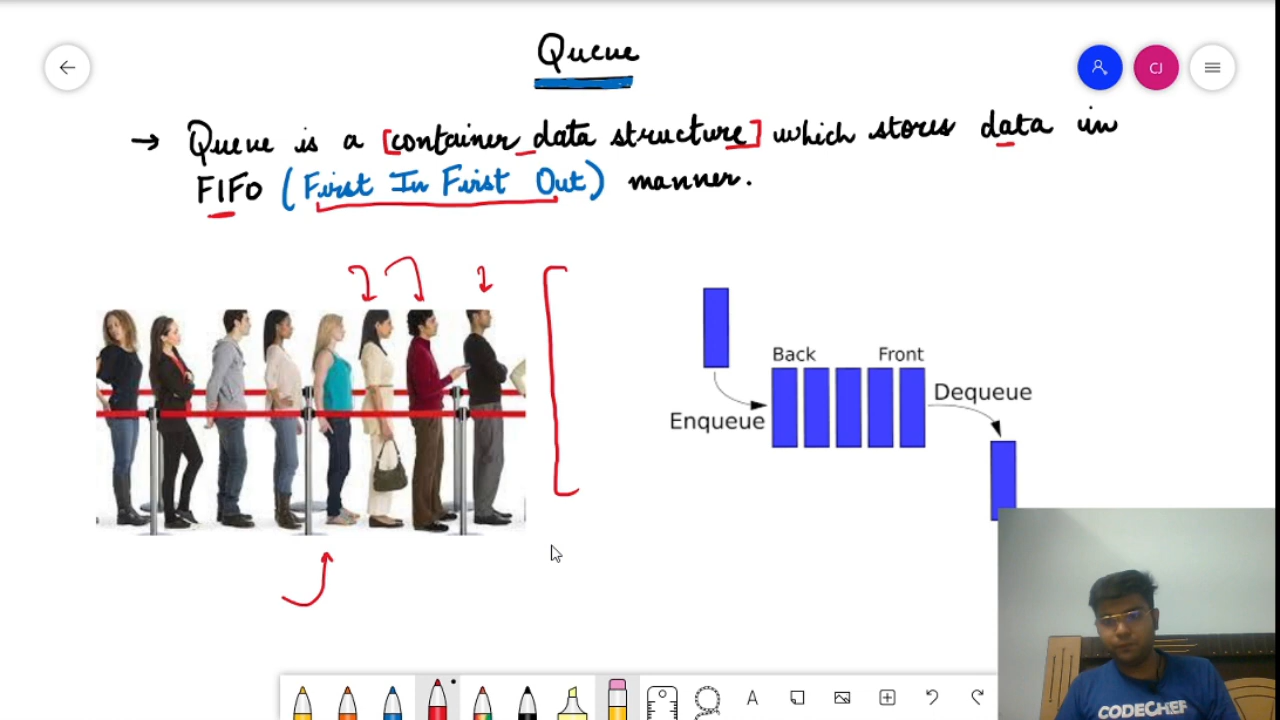 Queue
CJ
→ Queue is a [container data structure] which stores data in
FIFO (First In First Out) manner.
Back Front
Enqueue
Dequeue
A
CODECHEF